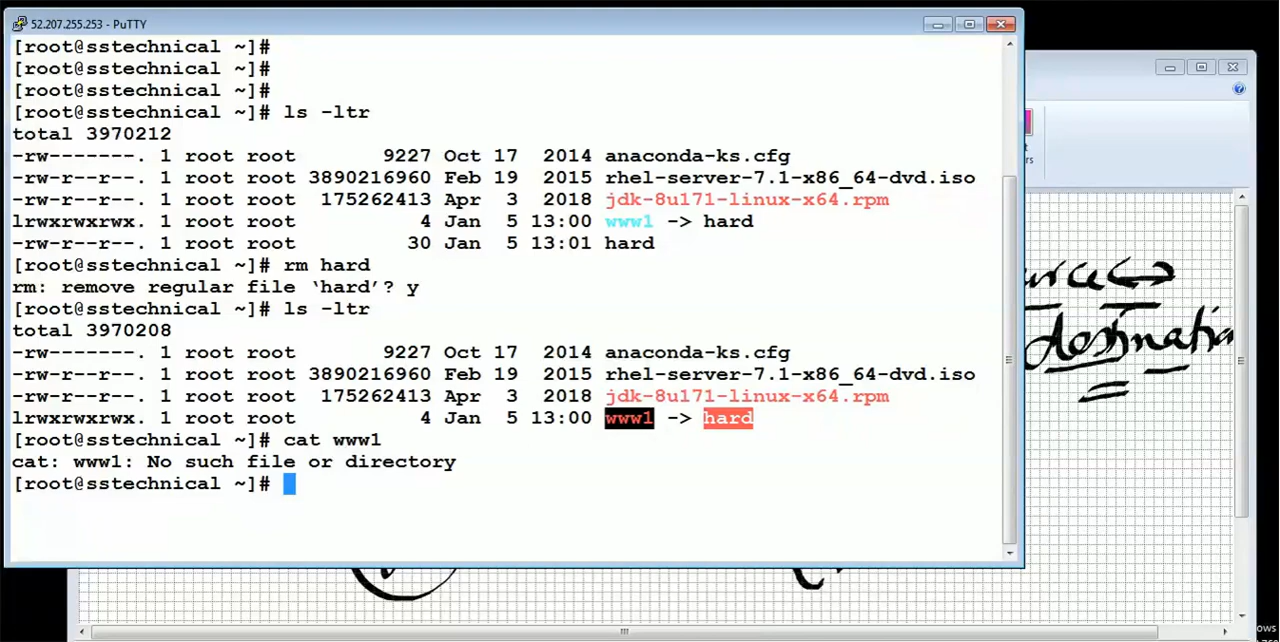 52.207.255.253 - PuTTY
[root@sstechnical ~]#
[root@sstechnical ~]#
[root@sstechnical ~]#
[root@sstechnical ~]# ls -ltr
total 3970212
-rw-------. 1 root root 9227 Oct 17 2014 anaconda-ks.cfg
-rw-r--r--. 1 root root 3890216960 Feb 19 2015 rhel-server-7.1-x86_64-dvd.iso
-rw-r--r--. 1 root root 175262413 Apr 3 2018 jdk-8u171-linux-x64.rpm
lrwxrwxrwx. 1 root root 4 Jan 5 13:00 www1 -> hard
-rw-r--r--. 1 root root 30 Jan 5 13:01 hard
[root@sstechnical ~]# rm hard
rm: remove regular file ‘hard’? y
[root@sstechnical ~]# ls -ltr
total 3970208
-rw-------. 1 root root 9227 Oct 17 2014 anaconda-ks.cfg
-rw-r--r--. 1 root root 3890216960 Feb 19 2015 rhel-server-7.1-x86_64-dvd.iso
-rw-r--r--. 1 root root 175262413 Apr 3 2018 jdk-8u171-linux-x64.rpm
lrwxrwxrwx. 1 root root 4 Jan 5 13:00 www1 -> hard
[root@sstechnical ~]# cat www1
cat: www1: No such file or directory
[root@sstechnical ~]#